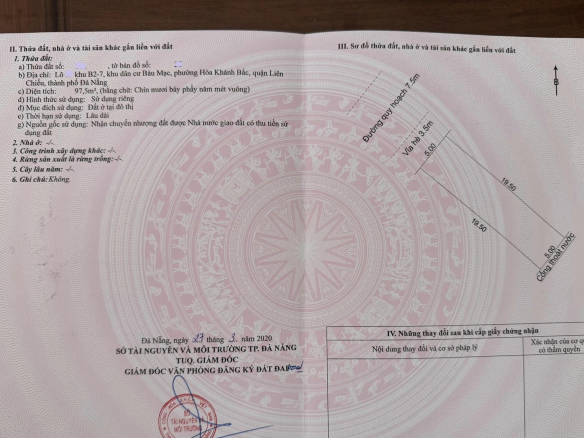 II. Thửa đất, nhà ở và tài sản khác gắn liền với đất
1. Thửa đất:
a) Thửa đất số: , tờ bản đồ số:
b) Địa chỉ: Lô khu B2-7, khu dân cư Bàu Mạc, phường Hòa Khánh Bắc, quận Liên
Chiểu, thành phố Đà Nẵng
c) Diện tích: 97,5m², (bằng chữ: Chín mươi bảy phẩy năm mét vuông)
d) Hình thức sử dụng: Sử dụng riêng
đ) Mục đích sử dụng: Đất ở tại đô thị
e) Thời hạn sử dụng: Lâu dài
g) Nguồn gốc sử dụng: Nhận chuyển nhượng đất được Nhà nước giao đất có thu tiền sử
dụng đất
2. Nhà ở: -/-
3. Công trình xây dựng khác: -/-
4. Rừng sản xuất là rừng trồng: -/-
5. Cây lâu năm: -/-
6. Ghi chú: Không.
Đà Nẵng, ngày 27 tháng 3 năm 2020
SỞ TÀI NGUYÊN VÀ MÔI TRƯỜNG TP. ĐÀ NẴNG
TUQ. GIÁM ĐỐC
GIÁM ĐỐC VĂN PHÒNG ĐĂNG KÝ ĐẤT ĐAI
SỞ
TÀI NGUYÊN VÀ
MÔI TRƯỜNG
III. Sơ đồ thửa đất, nhà ở và tài sản khác gắn liền với đất
B
Đường quy hoạch 7.5m
Vỉa hè 3.5m
5.00
19.50
19.50
5.00
Cống thoát nước
IV. Những thay đổi sau khi cấp giấy chứng nhận
Nội dung thay đổi và cơ sở pháp lý
Xác nhận của cơ q
có thẩm quyền